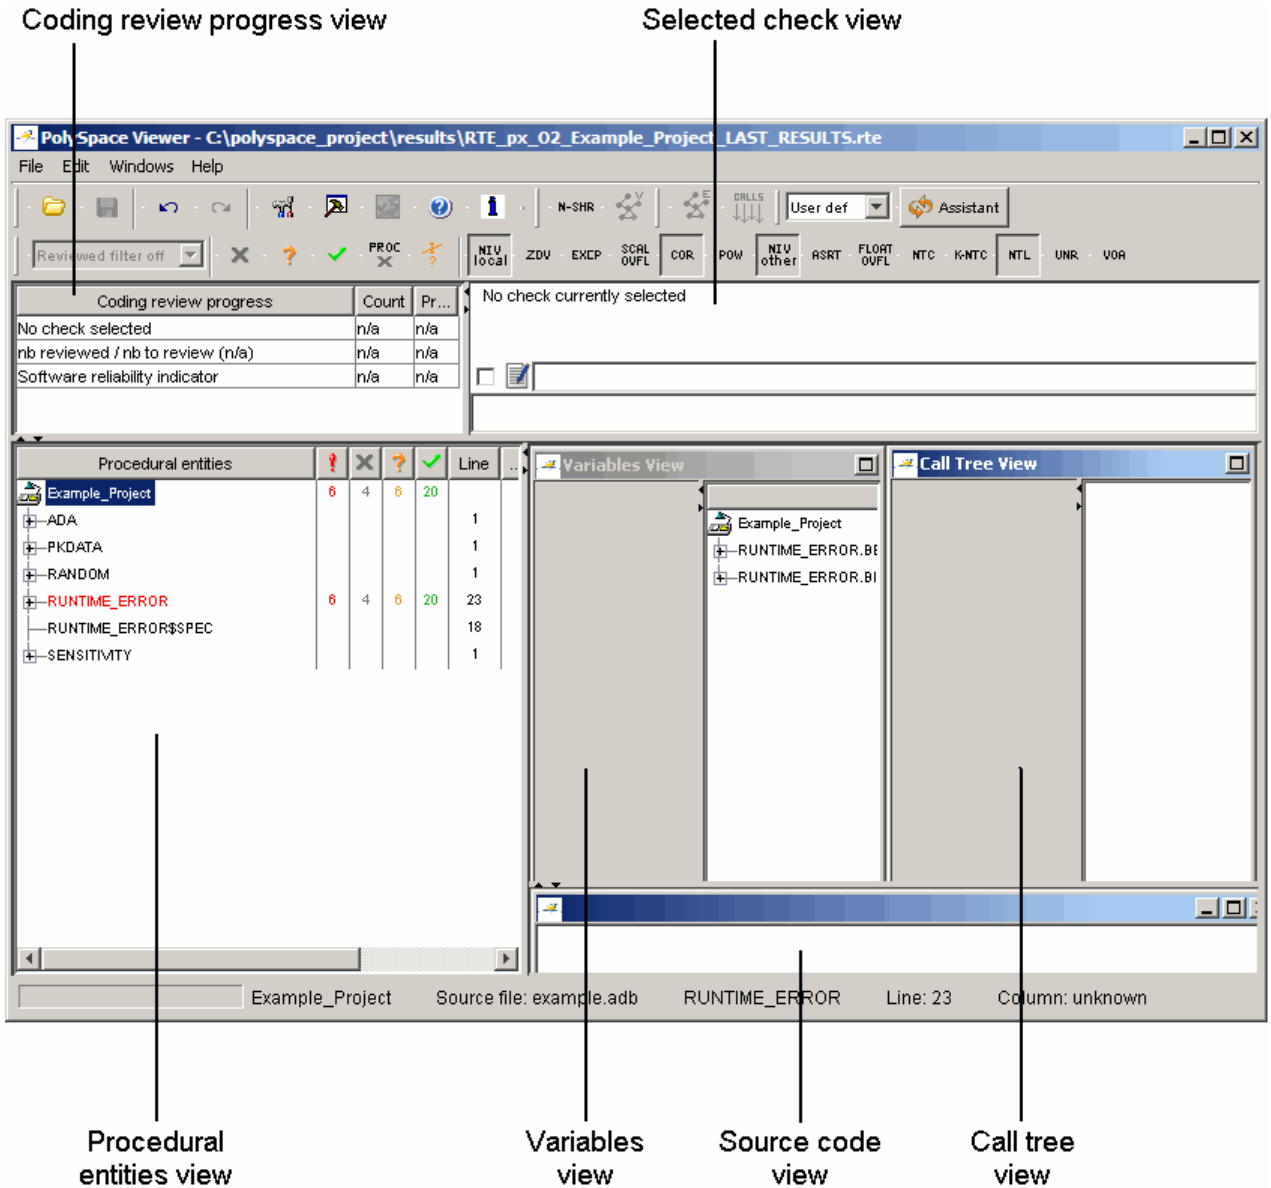 Coding review progress view
Selected check view
PolySpace Viewer - C:\polyspace_project\results\RTE_px_O2_Example_Project_LAST_RESULTS.rte
File Edit Windows Help
N-SHR
V
E
CALLS
User def
Assistant
Reviewed filter off
PROC
NIV local
ZDV
EXCP
SCAL OVFL
COR
POW
NIV other
ASRT
FLOAT OVFL
NTC
K-NTC
NTL
UNR
VOA
Coding review progress Count Pr...
No check selected n/a n/a
nb reviewed / nb to review (n/a) n/a n/a
Software reliability indicator n/a n/a
No check currently selected
Procedural entities Line ..
Example_Project 6 4 6 20
ADA 1
PKDATA 1
RANDOM 1
RUNTIME_ERROR 6 4 6 20 23
RUNTIME_ERROR$SPEC 18
SENSITIVITY 1
Variables View
Example_Project
RUNTIME_ERROR.BE
RUNTIME_ERROR.BI
Call Tree View
Example_Project Source file: example.adb RUNTIME_ERROR Line: 23 Column: unknown
Procedural entities view
Variables view
Source code view
Call tree view